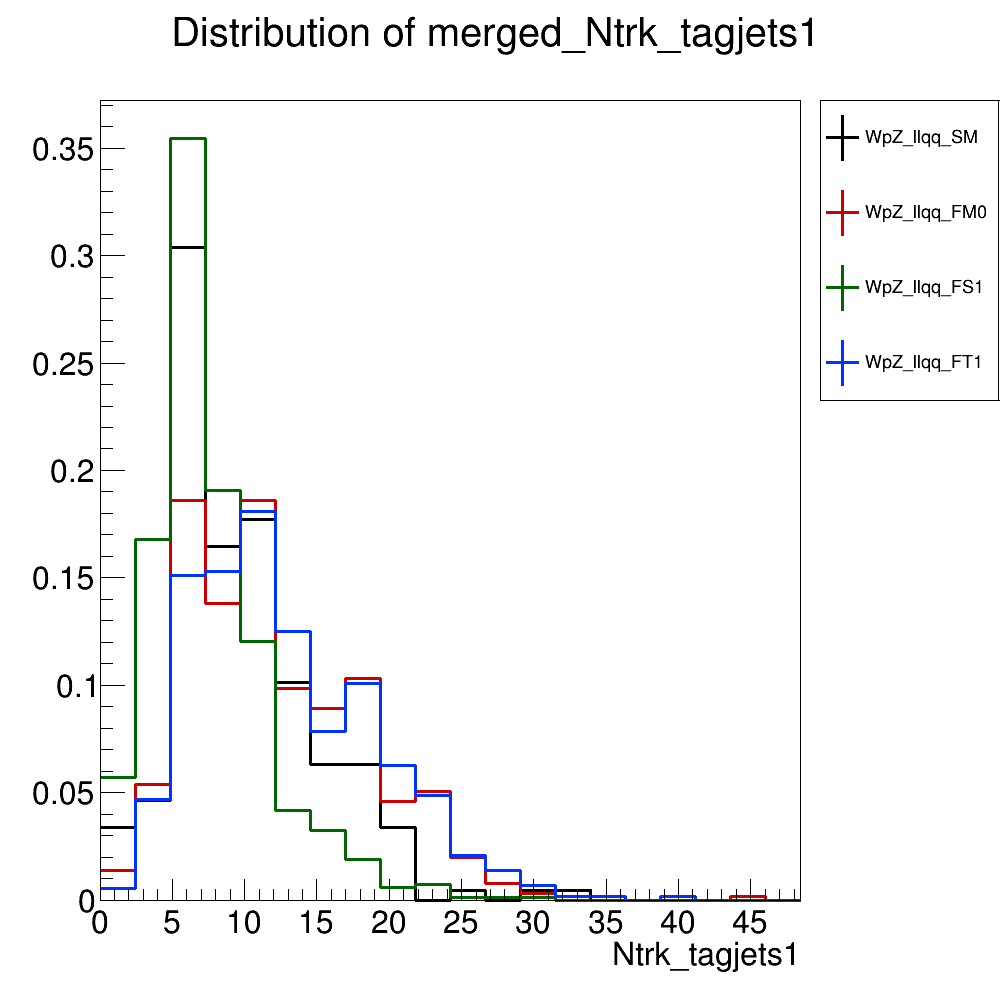 Distribution of merged_Ntrk_tagjets1
WpZ_llqq_SM
WpZ_llqq_FM0
WpZ_llqq_FS1
WpZ_llqq_FT1
0.35
0.3
0.25
0.2
0.15
0.1
0.05
0
0 5 10 15 20 25 30 35 40 45
Ntrk_tagjets1